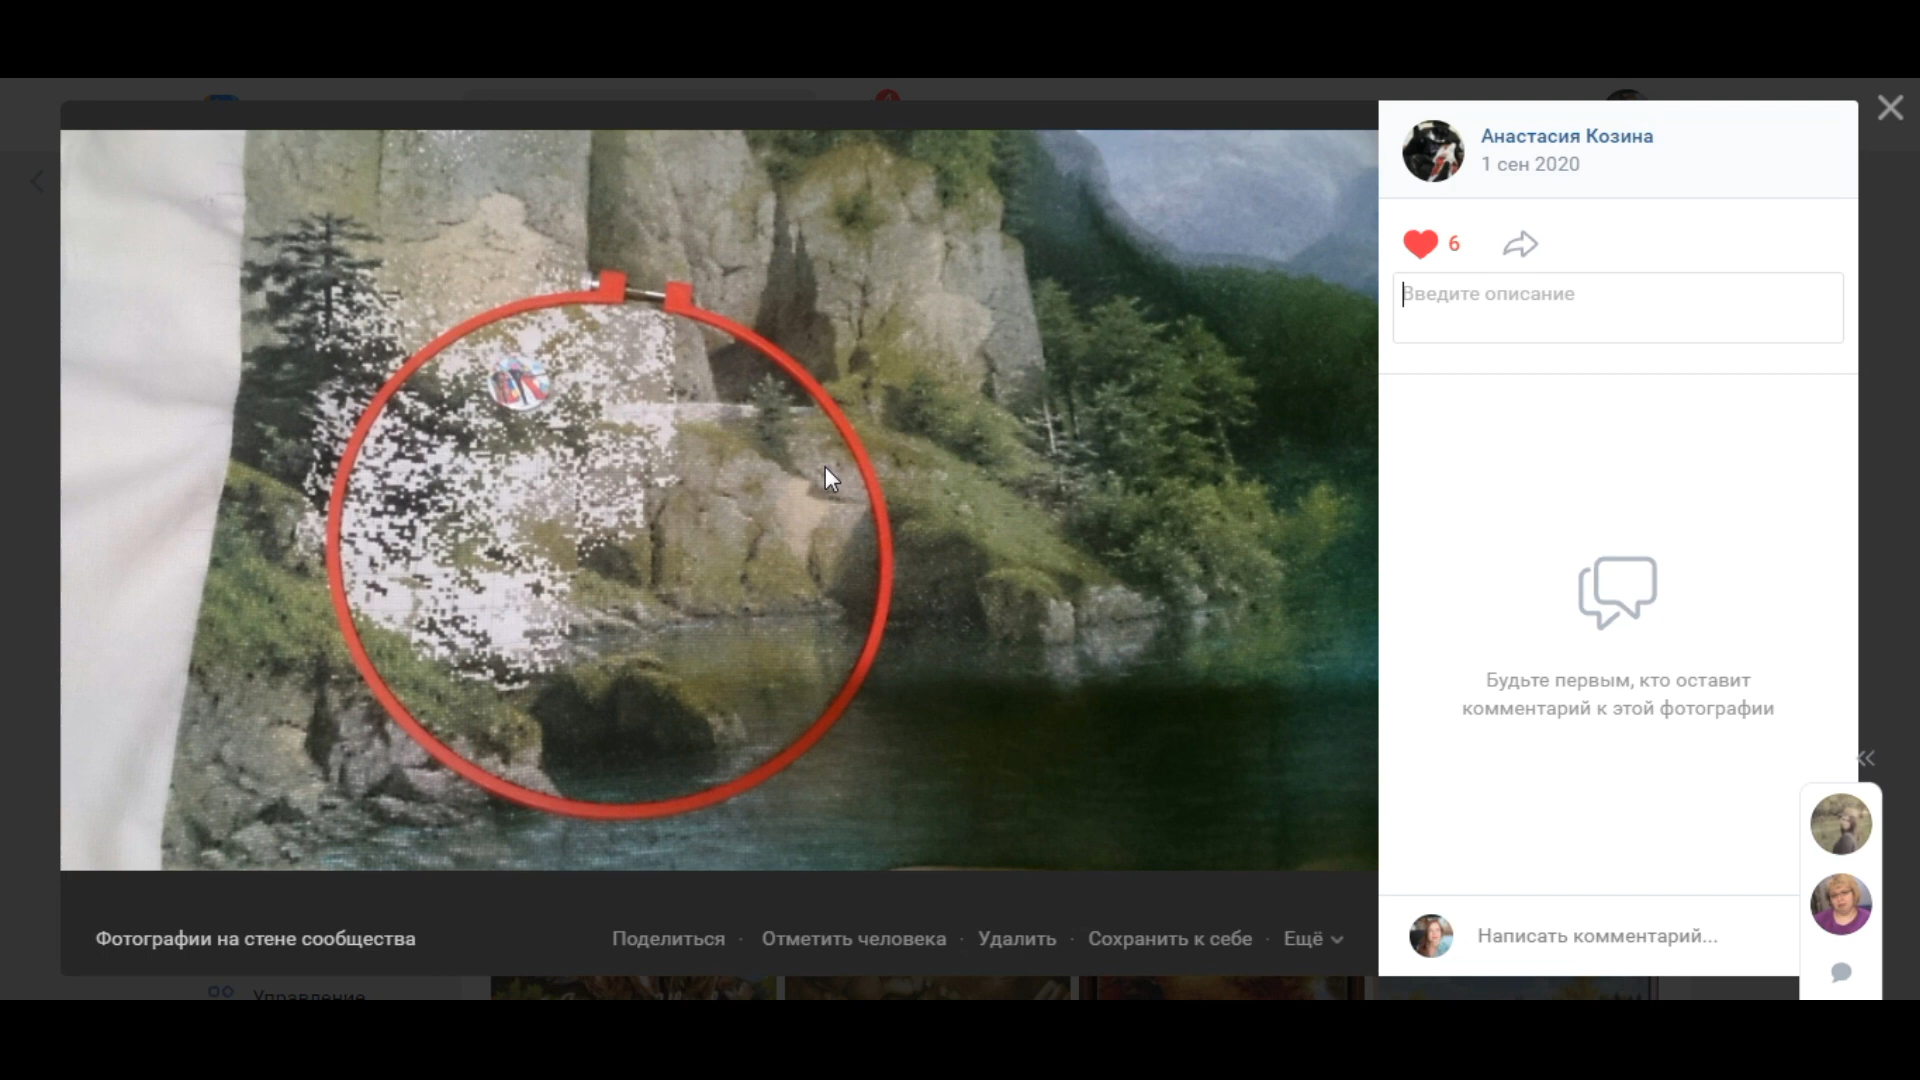 Анастасия Козина
1 сен 2020
6
Введите описание
Будьте первым, кто оставит
комментарий к этой фотографии
Фотографии на стене сообщества
Поделиться · Отметить человека · Удалить · Сохранить к себе · Ещё
Написать комментарий...
Управление